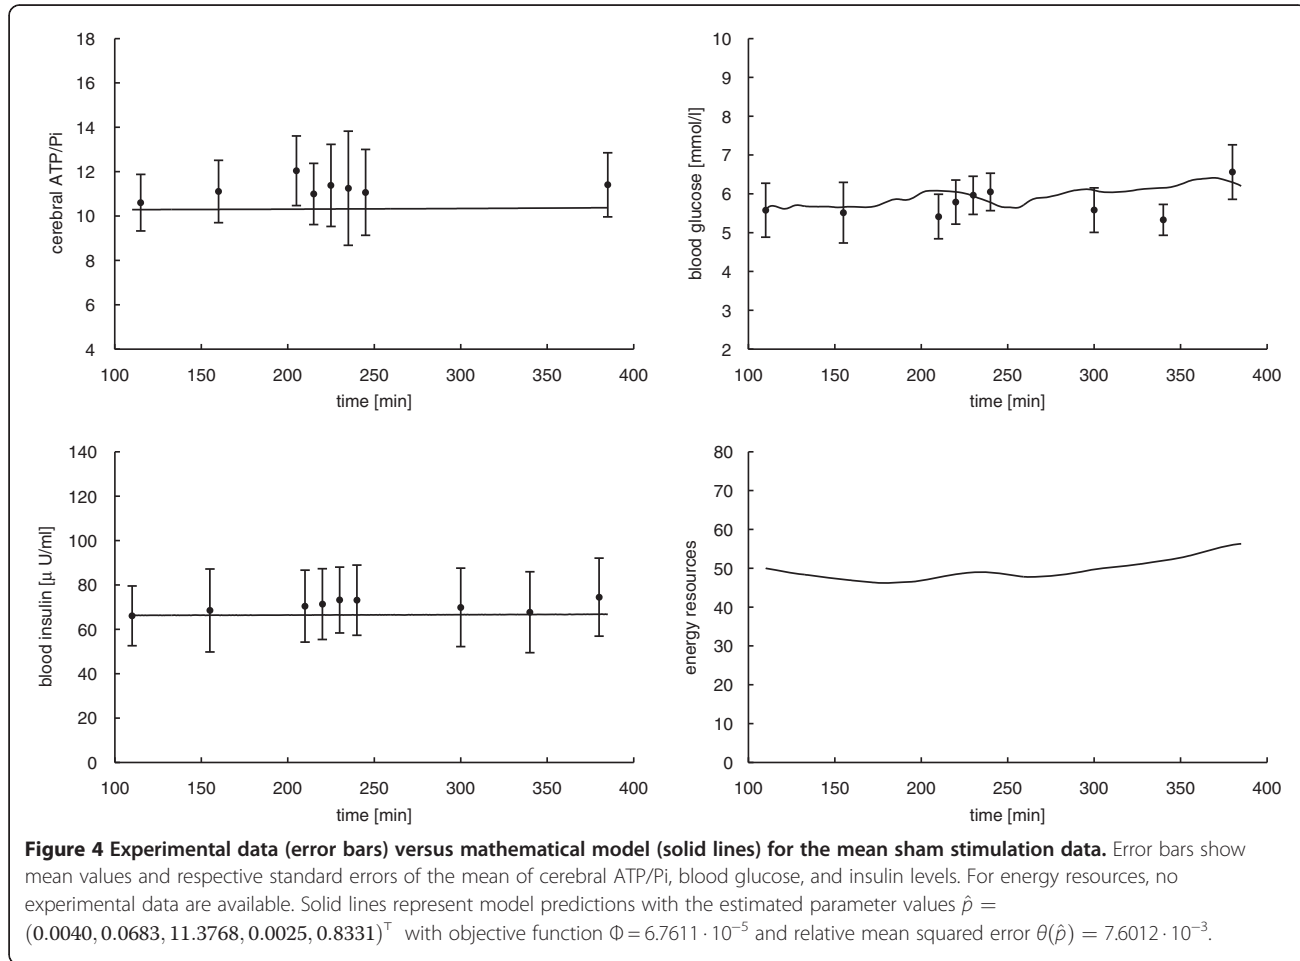 18
16
14
12
10
8
6
4
cerebral ATP/Pi
100 150 200 250 300 350 400
time [min]
10
9
8
7
6
5
4
3
2
blood glucose [mmol/l]
100 150 200 250 300 350 400
time [min]
140
120
100
80
60
40
20
0
blood insulin [μ U/ml]
100 150 200 250 300 350 400
time [min]
80
70
60
50
40
30
20
10
0
energy resources
100 150 200 250 300 350 400
time [min]
Figure 4 Experimental data (error bars) versus mathematical model (solid lines) for the mean sham stimulation data. Error bars show
mean values and respective standard errors of the mean of cerebral ATP/Pi, blood glucose, and insulin levels. For energy resources, no
experimental data are available. Solid lines represent model predictions with the estimated parameter values p̂ =
(0.0040, 0.0683, 11.3768, 0.0025, 0.8331)ᵀ with objective function Φ = 6.7611 · 10⁻⁵ and relative mean squared error θ(p̂) = 7.6012 · 10⁻³.